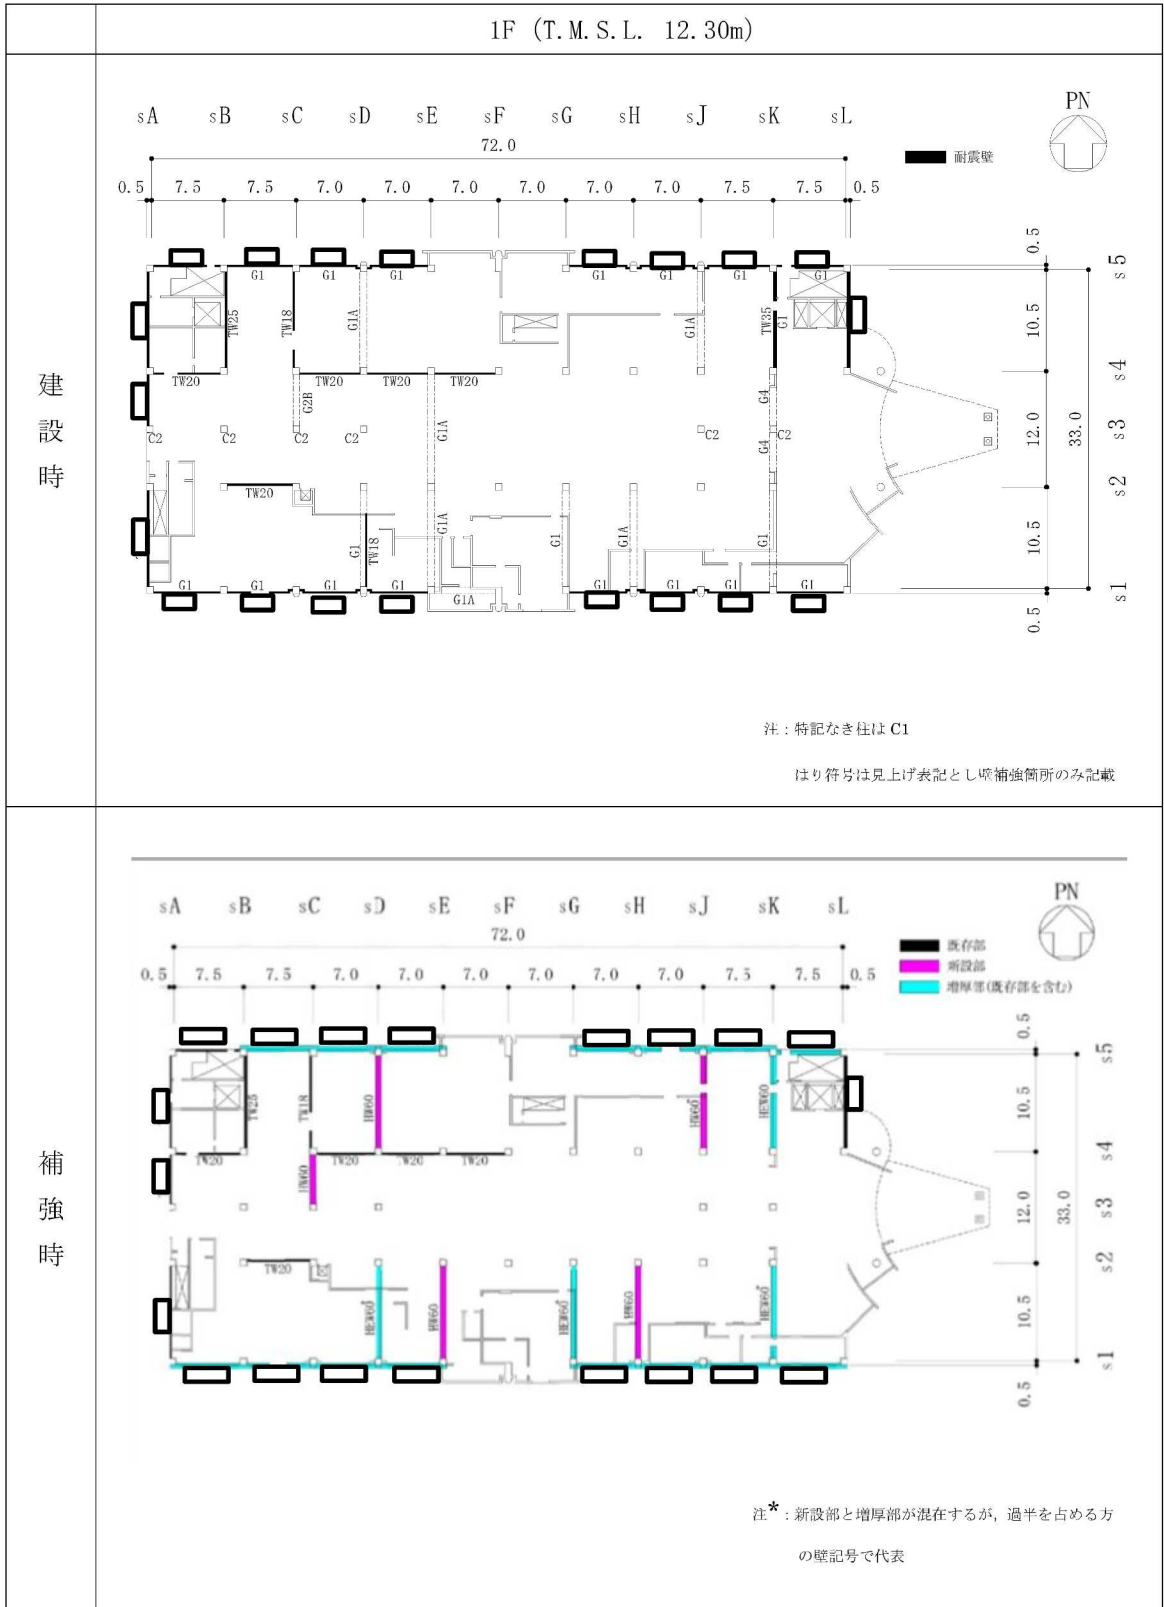 1F (T.M.S.L. 12.30m)
建設時
sA sB sC sD sE sF sG sH sJ sK sL
PN
72.0
耐震壁
0.5 7.5 7.5 7.0 7.0 7.0 7.0 7.0 7.0 7.5 7.5 0.5
0.5
s5
G1 G1 G1 G1 G1 G1 G1
TW25 TW18 G1A G1A TW35 G1
10.5
TW20 TW20 TW20 TW20
s4
G2B G1A G4
C2 C2 C2 C2 C2 C2
G4
12.0 33.0
s3
s2
TW20
G1 TW18 G1A G1 G1A G1
10.5
G1 G1 G1 G1 G1 G1 G1 G1
G1A
s1
0.5
注：特記なき柱は C1
はり符号は見上げ表記とし壁補強箇所のみ記載
補強時
sA sB sC sD sE sF sG sH sJ sK sL
PN
72.0
既存部
新設部
増厚部(既存部を含む)
0.5 7.5 7.5 7.0 7.0 7.0 7.0 7.0 7.0 7.5 7.5 0.5
0.5
s5
TW25 TW18 HW60 HW60* HEW60
10.5
TW20 TW20 TW20 TW20
s4
HW60
12.0 33.0
s3
s2
TW20
HEW60* HW60 HEW60* HW60 HEW60*
10.5
s1
0.5
注*：新設部と増厚部が混在するが，過半を占める方
の壁記号で代表